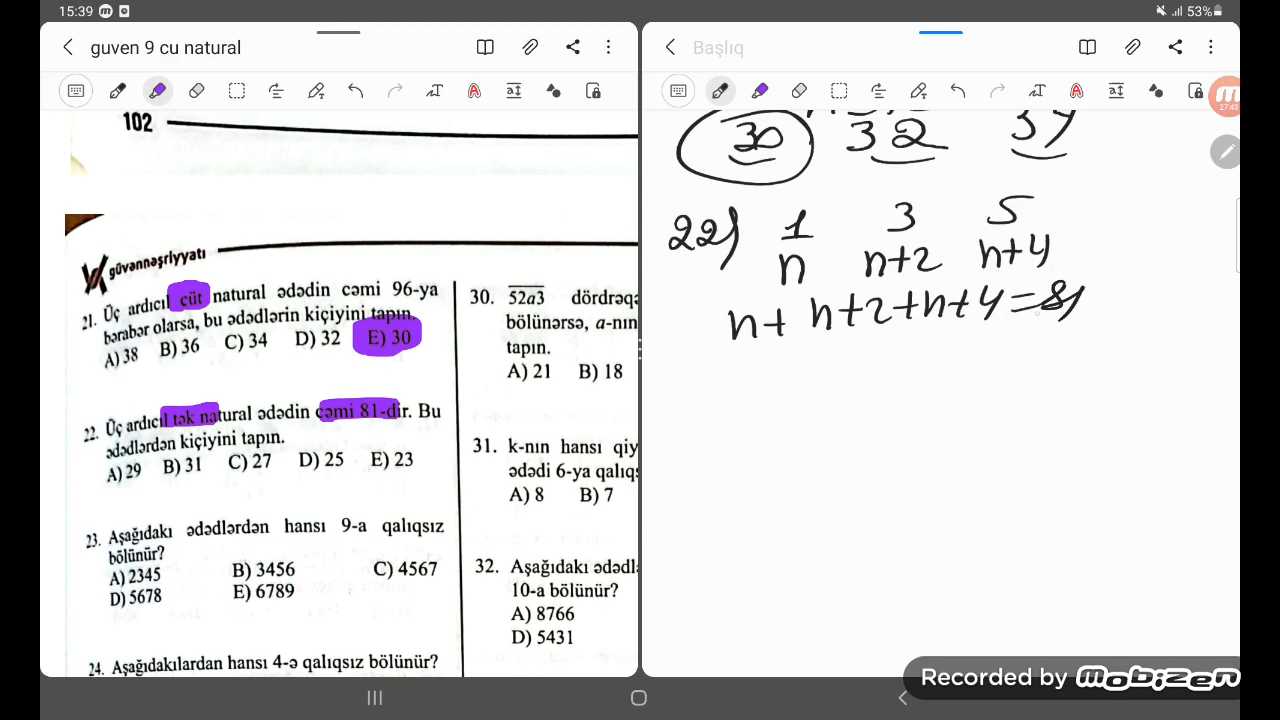 15:39
53%
guven 9 cu natural
102
güvənnəşriyyatı
21. Üç ardıcıl cüt natural ədədin cəmi 96-ya
bərabər olarsa, bu ədədlərin kiçiyini tapın.
A) 38 B) 36 C) 34 D) 32 E) 30
22. Üç ardıcıl tək natural ədədin cəmi 81-dir. Bu
ədədlərdən kiçiyini tapın.
A) 29 B) 31 C) 27 D) 25 E) 23
23. Aşağıdakı ədədlərdən hansı 9-a qalıqsız
bölünür?
A) 2345 B) 3456 C) 4567
D) 5678 E) 6789
24. Aşağıdakılardan hansı 4-ə qalıqsız bölünür?
30. 52a3 dördrəqə
bölünərsə, a-nın
tapın.
A) 21 B) 18
31. k-nın hansı qiy
ədədi 6-ya qalıqs
A) 8 B) 7
32. Aşağıdakı ədədl
10-a bölünür?
A) 8766
D) 5431
Başlıq
27:43
30 32 34
22) 1 3 5
n n+2 n+4
n+n+2+n+4=81
Recorded by mobizen